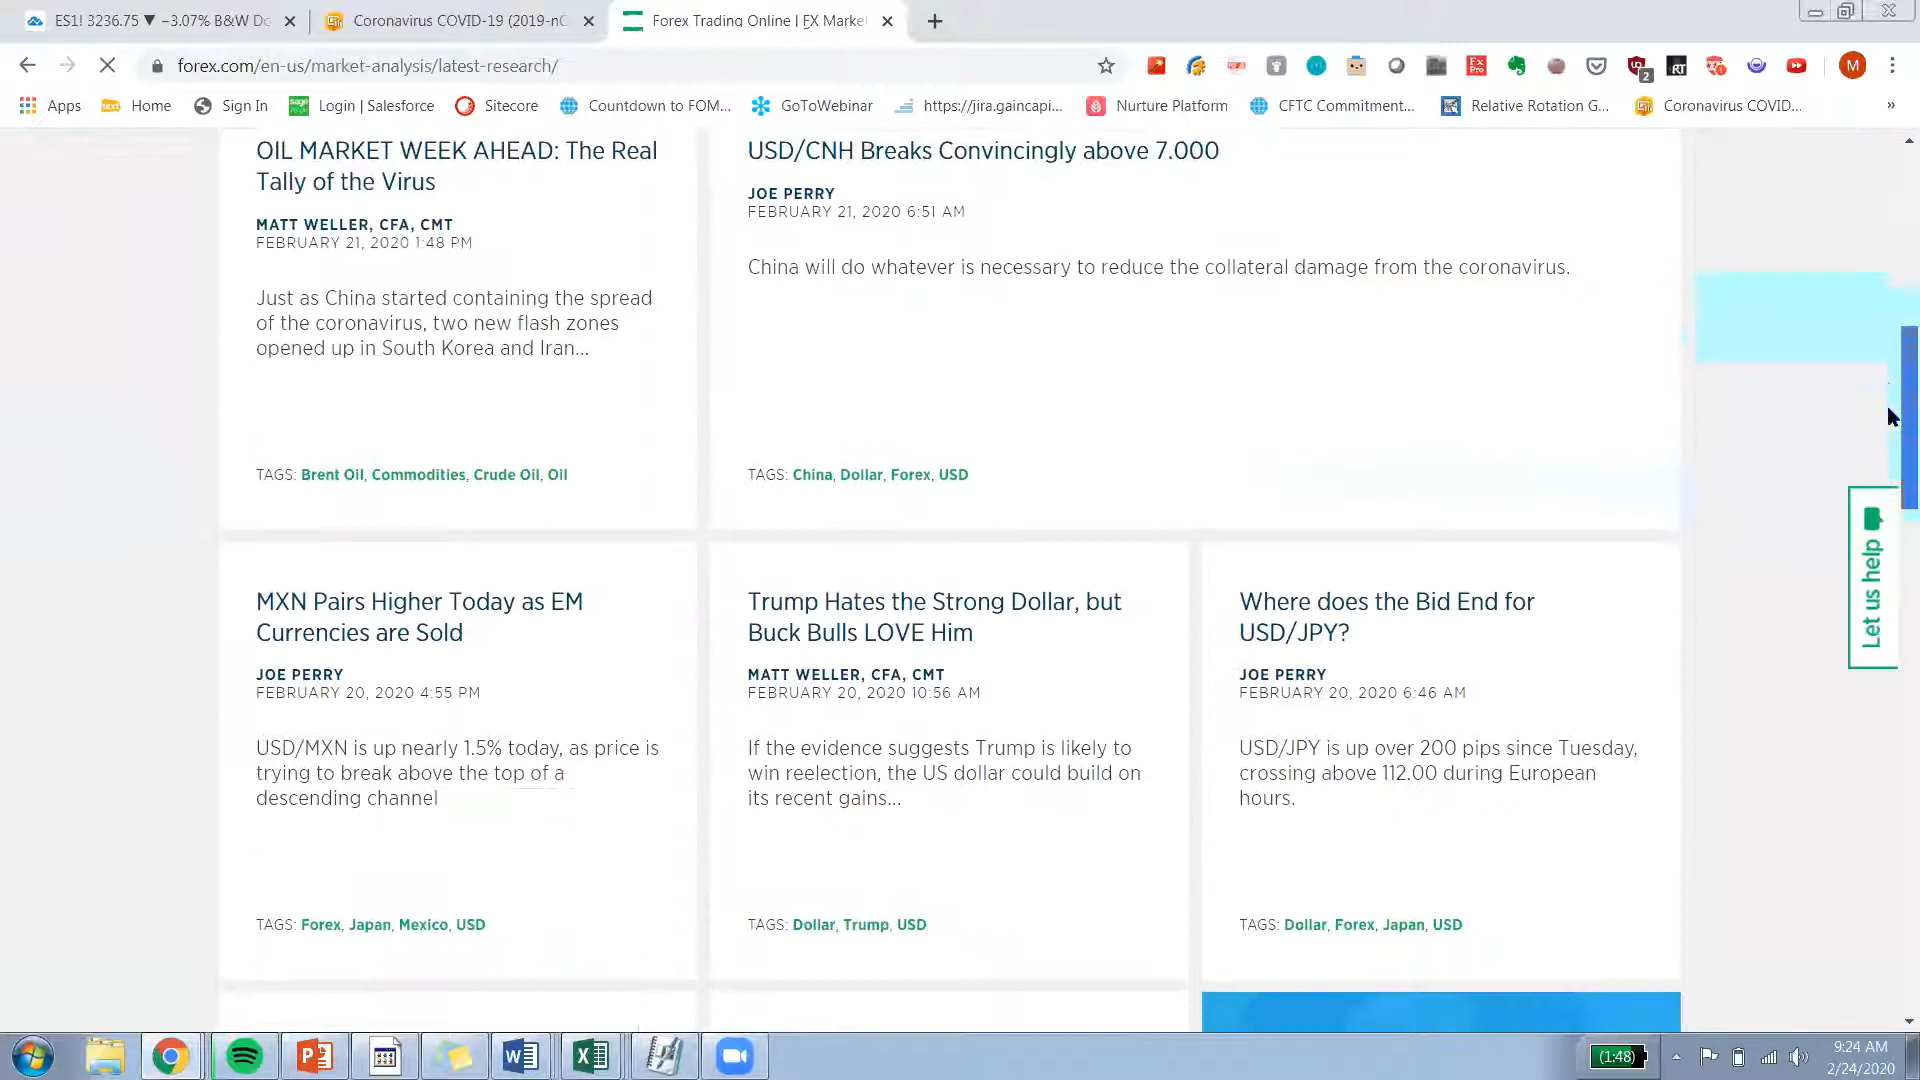 ES1! 3236.75 ▼ −3.07% B&W Do
Coronavirus COVID-19 (2019-nC
Forex Trading Online | FX Marke
forex.com/en-us/market-analysis/latest-research/
M
Apps
Home
Sign In
Login | Salesforce
Sitecore
Countdown to FOM...
GoToWebinar
https://jira.gaincapi...
Nurture Platform
CFTC Commitment...
Relative Rotation G...
Coronavirus COVID...
»
OIL MARKET WEEK AHEAD: The Real
Tally of the Virus
MATT WELLER, CFA, CMT
FEBRUARY 21, 2020 1:48 PM
Just as China started containing the spread
of the coronavirus, two new flash zones
opened up in South Korea and Iran...
TAGS: Brent Oil, Commodities, Crude Oil, Oil
USD/CNH Breaks Convincingly above 7.000
JOE PERRY
FEBRUARY 21, 2020 6:51 AM
China will do whatever is necessary to reduce the collateral damage from the coronavirus.
TAGS: China, Dollar, Forex, USD
MXN Pairs Higher Today as EM
Currencies are Sold
JOE PERRY
FEBRUARY 20, 2020 4:55 PM
USD/MXN is up nearly 1.5% today, as price is
trying to break above the top of a
descending channel
TAGS: Forex, Japan, Mexico, USD
Trump Hates the Strong Dollar, but
Buck Bulls LOVE Him
MATT WELLER, CFA, CMT
FEBRUARY 20, 2020 10:56 AM
If the evidence suggests Trump is likely to
win reelection, the US dollar could build on
its recent gains...
TAGS: Dollar, Trump, USD
Where does the Bid End for
USD/JPY?
JOE PERRY
FEBRUARY 20, 2020 6:46 AM
USD/JPY is up over 200 pips since Tuesday,
crossing above 112.00 during European
hours.
TAGS: Dollar, Forex, Japan, USD
Let us help
(1:48)
9:24 AM
2/24/2020